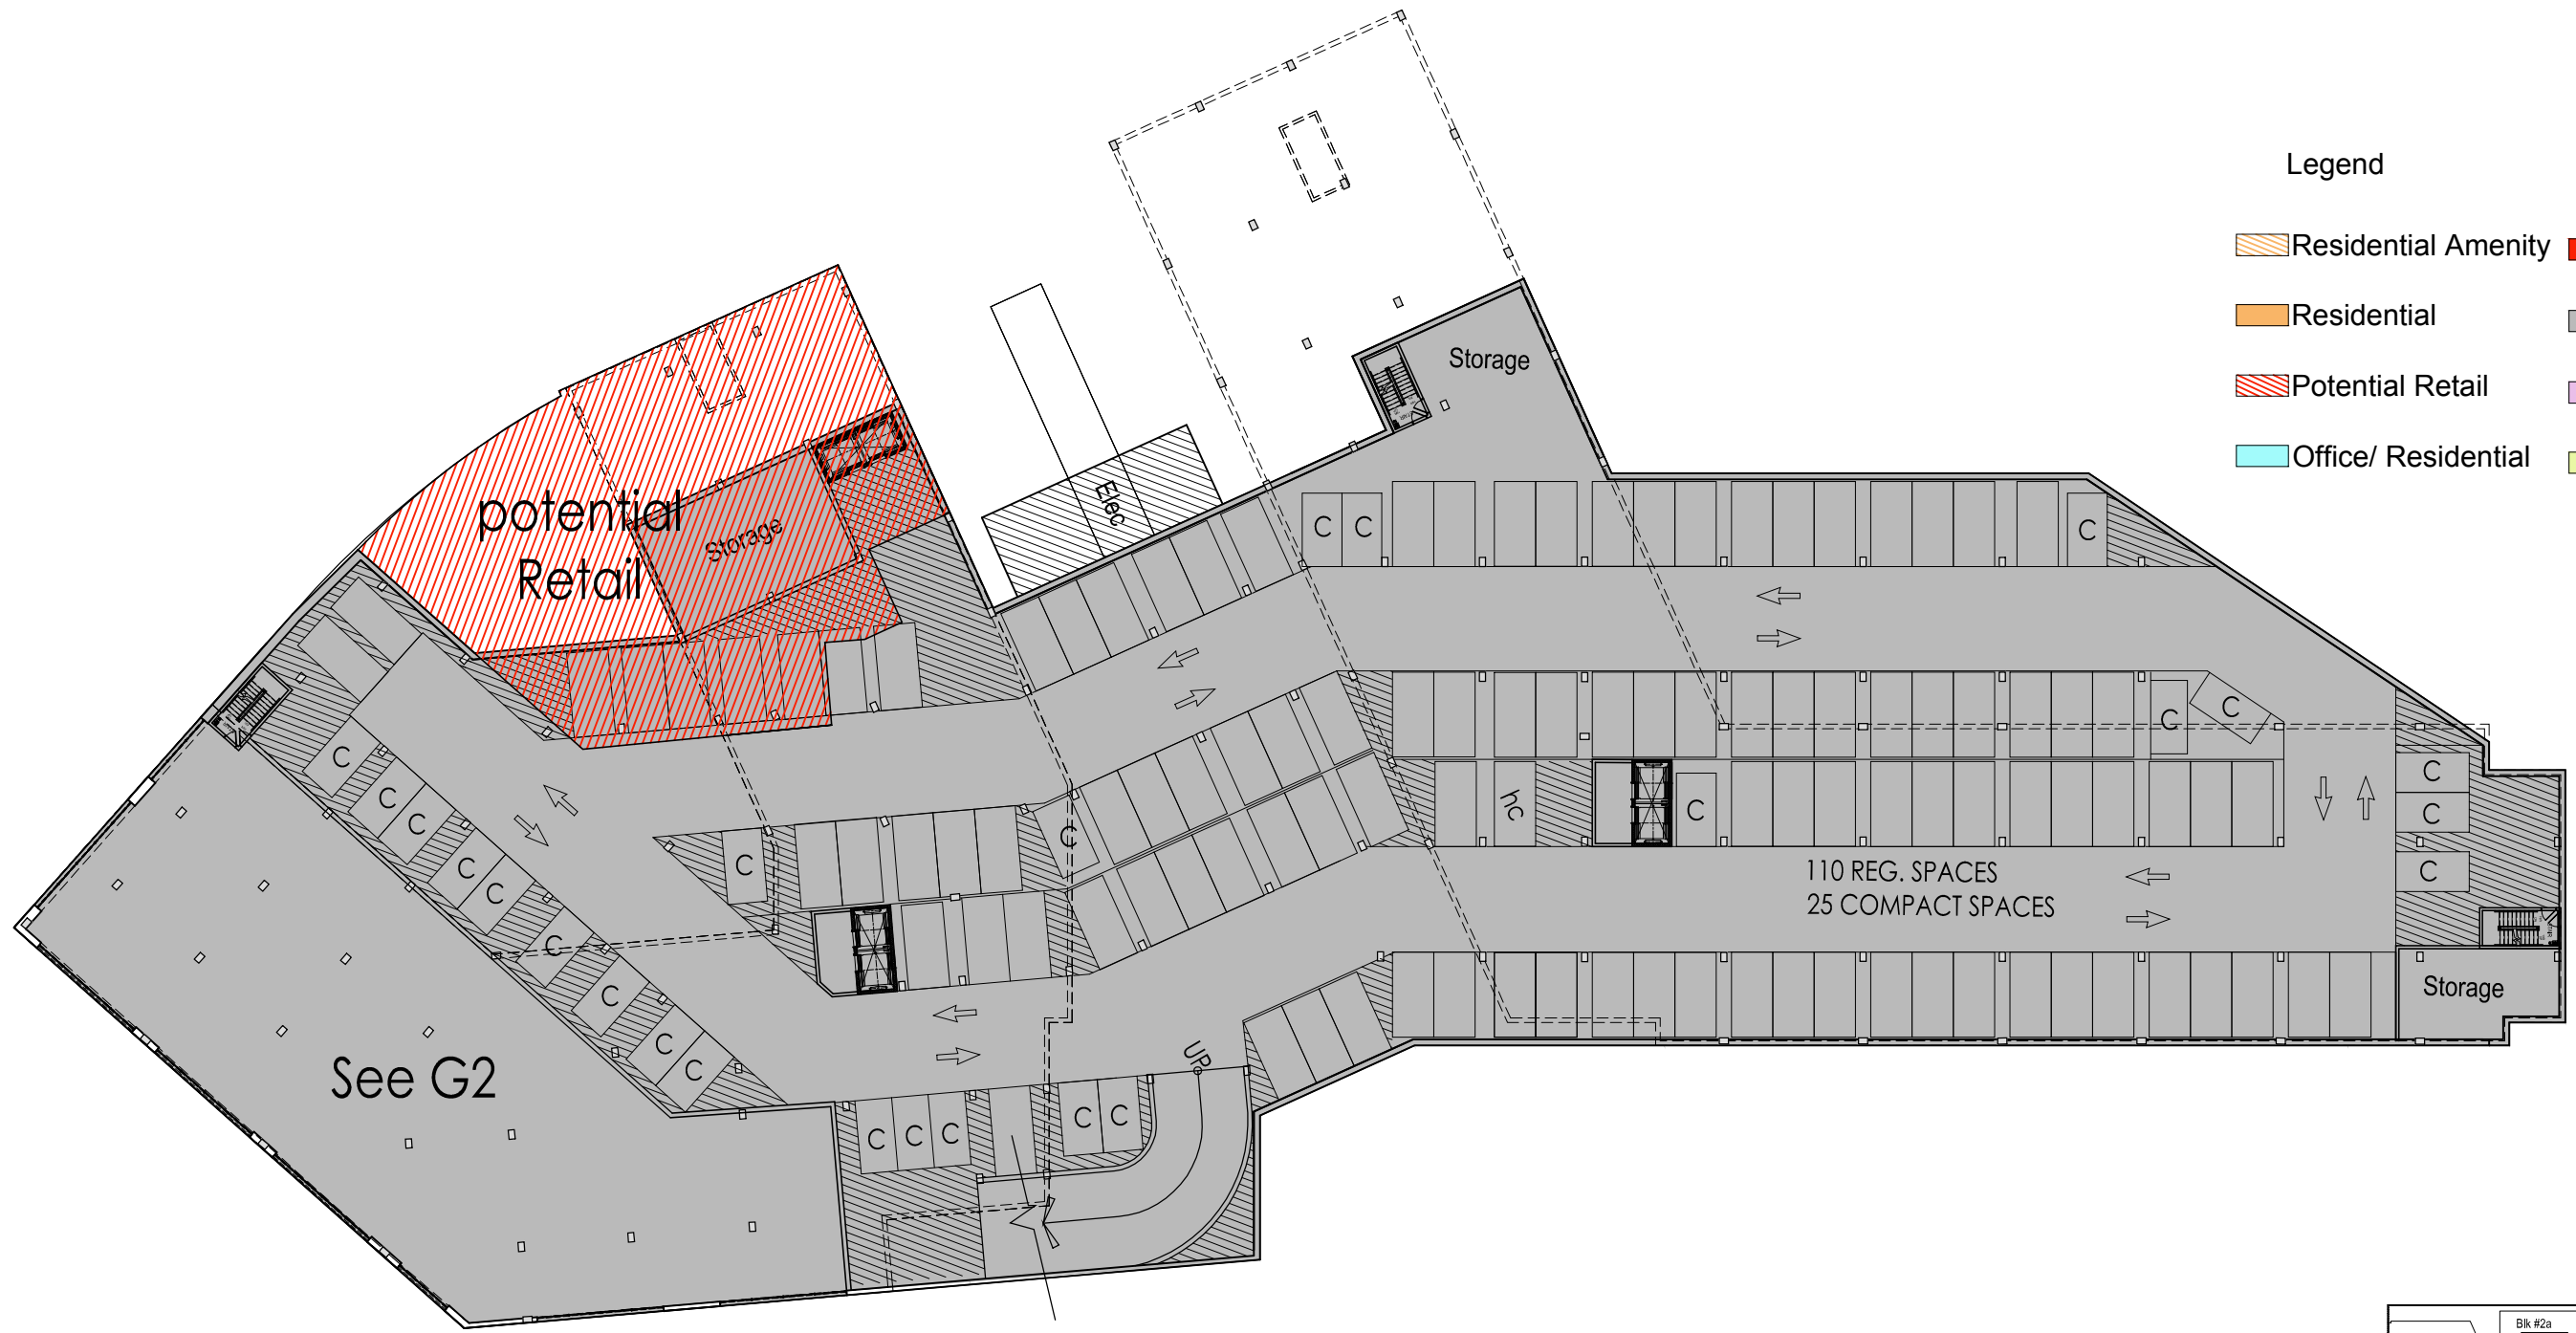 Legend
Residential Amenity
Residential
Potential Retail
Office/ Residential
Storage
potential
Retail
Storage
Elec
C
C
C
C
C
C
C
C
C
C
hc
C
C
C
C
C
C
C
C
C
C
C
110 REG. SPACES
25 COMPACT SPACES
Storage
See G2
UP
C
C
C
C
C
Blk #2a